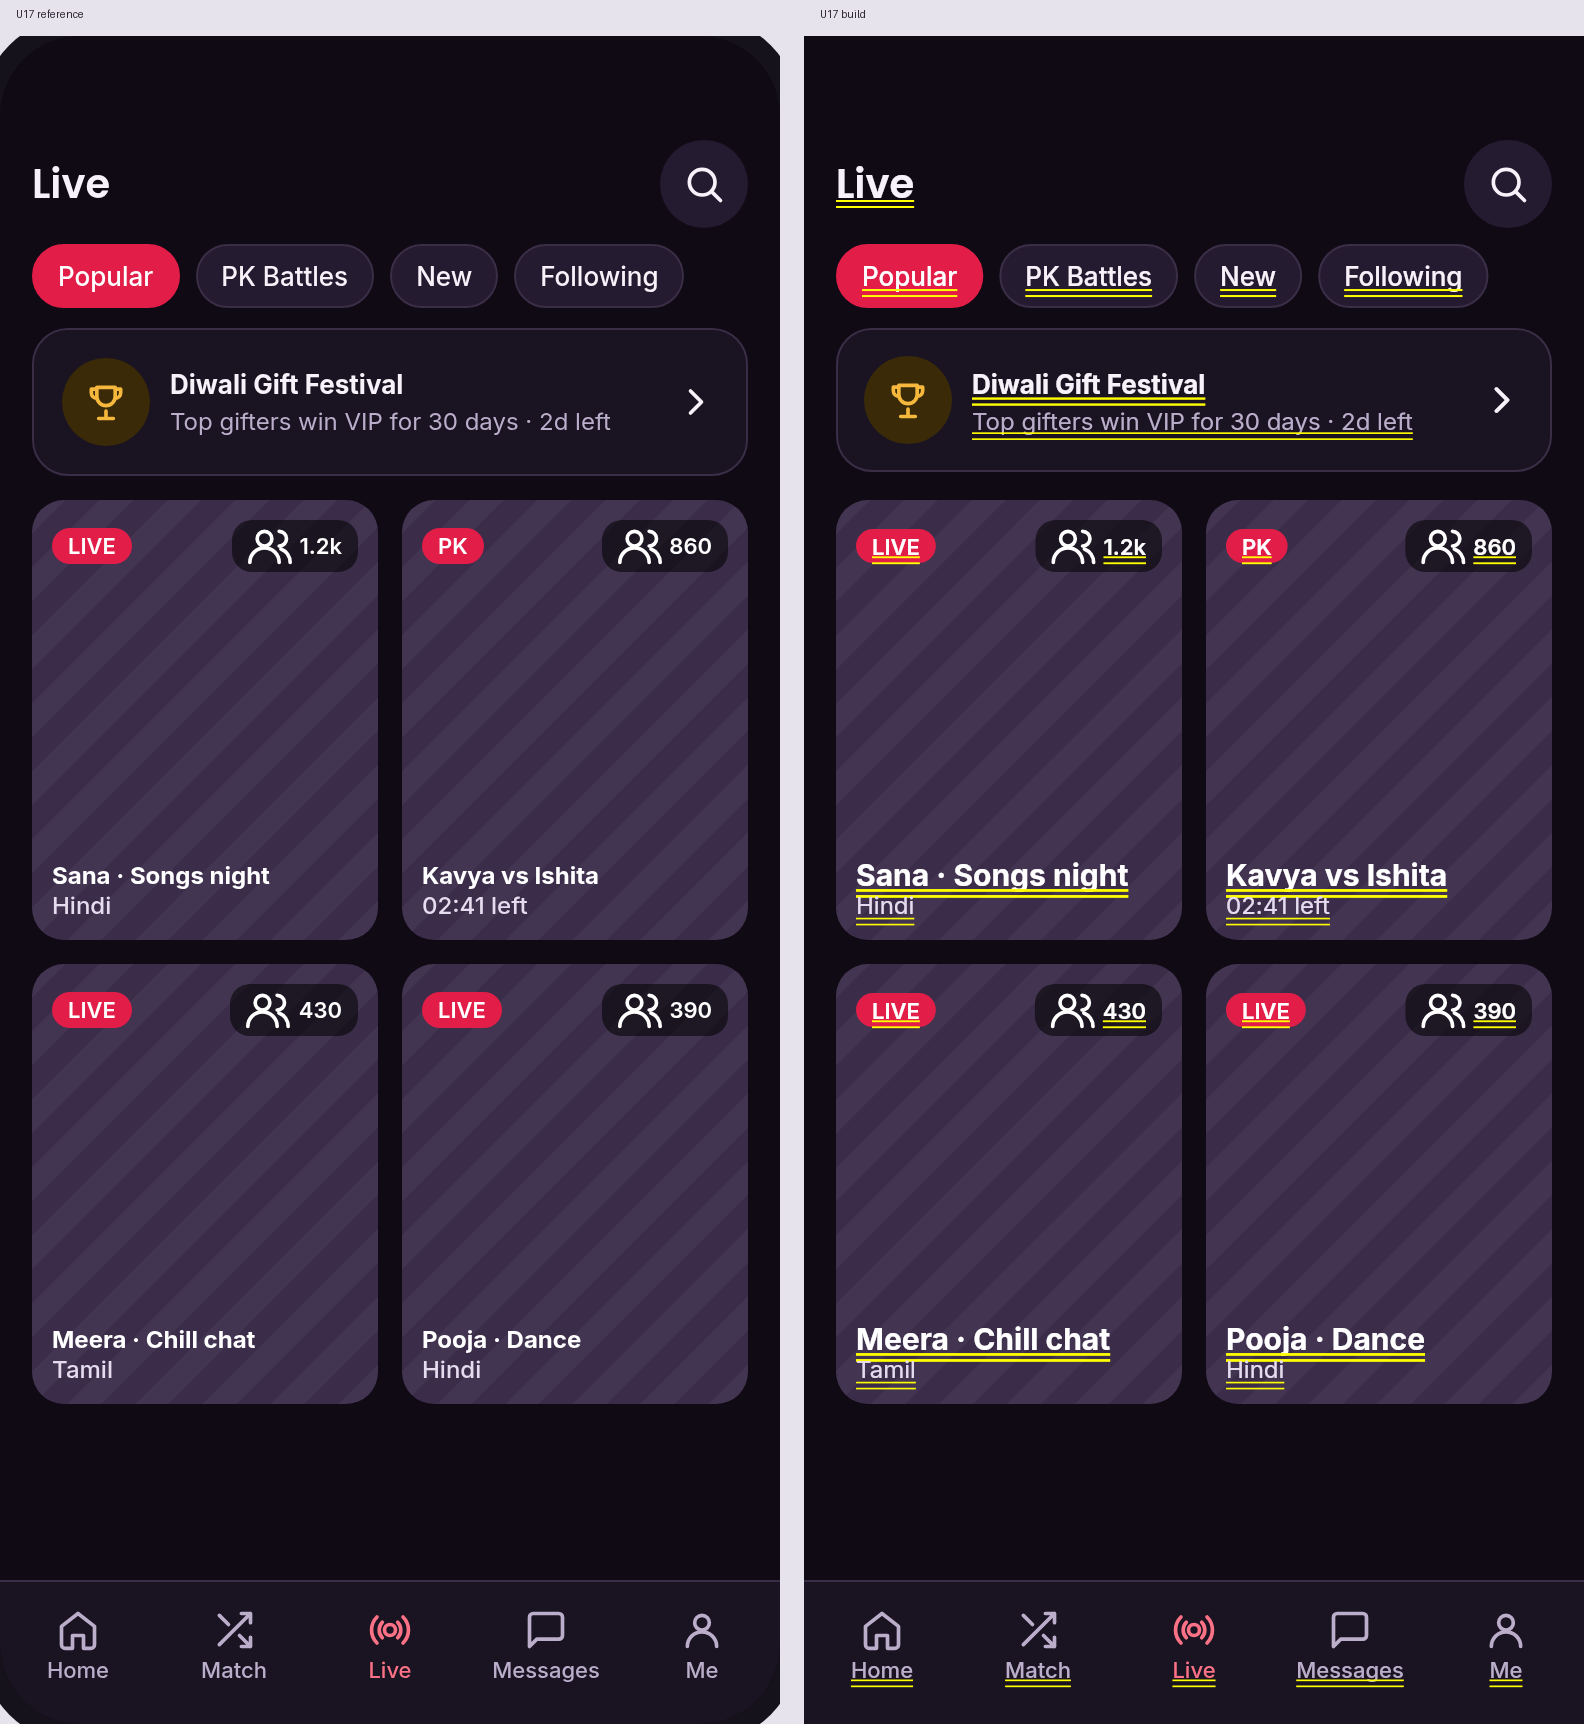 U17 reference
Live
Popular
PK Battles
New
Following
Diwali Gift Festival
Top gifters win VIP for 30 days · 2d left
LIVE
1.2k
PK
860
Sana · Songs night
Hindi
Kavya vs Ishita
02:41 left
LIVE
430
LIVE
390
Meera · Chill chat
Tamil
Pooja · Dance
Hindi
Home
Match
Live
Messages
Me
U17 build
Live
Popular
PK Battles
New
Following
Diwali Gift Festival
Top gifters win VIP for 30 days · 2d left
LIVE
1.2k
PK
860
Sana · Songs night
Hindi
Kavya vs Ishita
02:41 left
LIVE
430
LIVE
390
Meera · Chill chat
Tamil
Pooja · Dance
Hindi
Home
Match
Live
Messages
Me